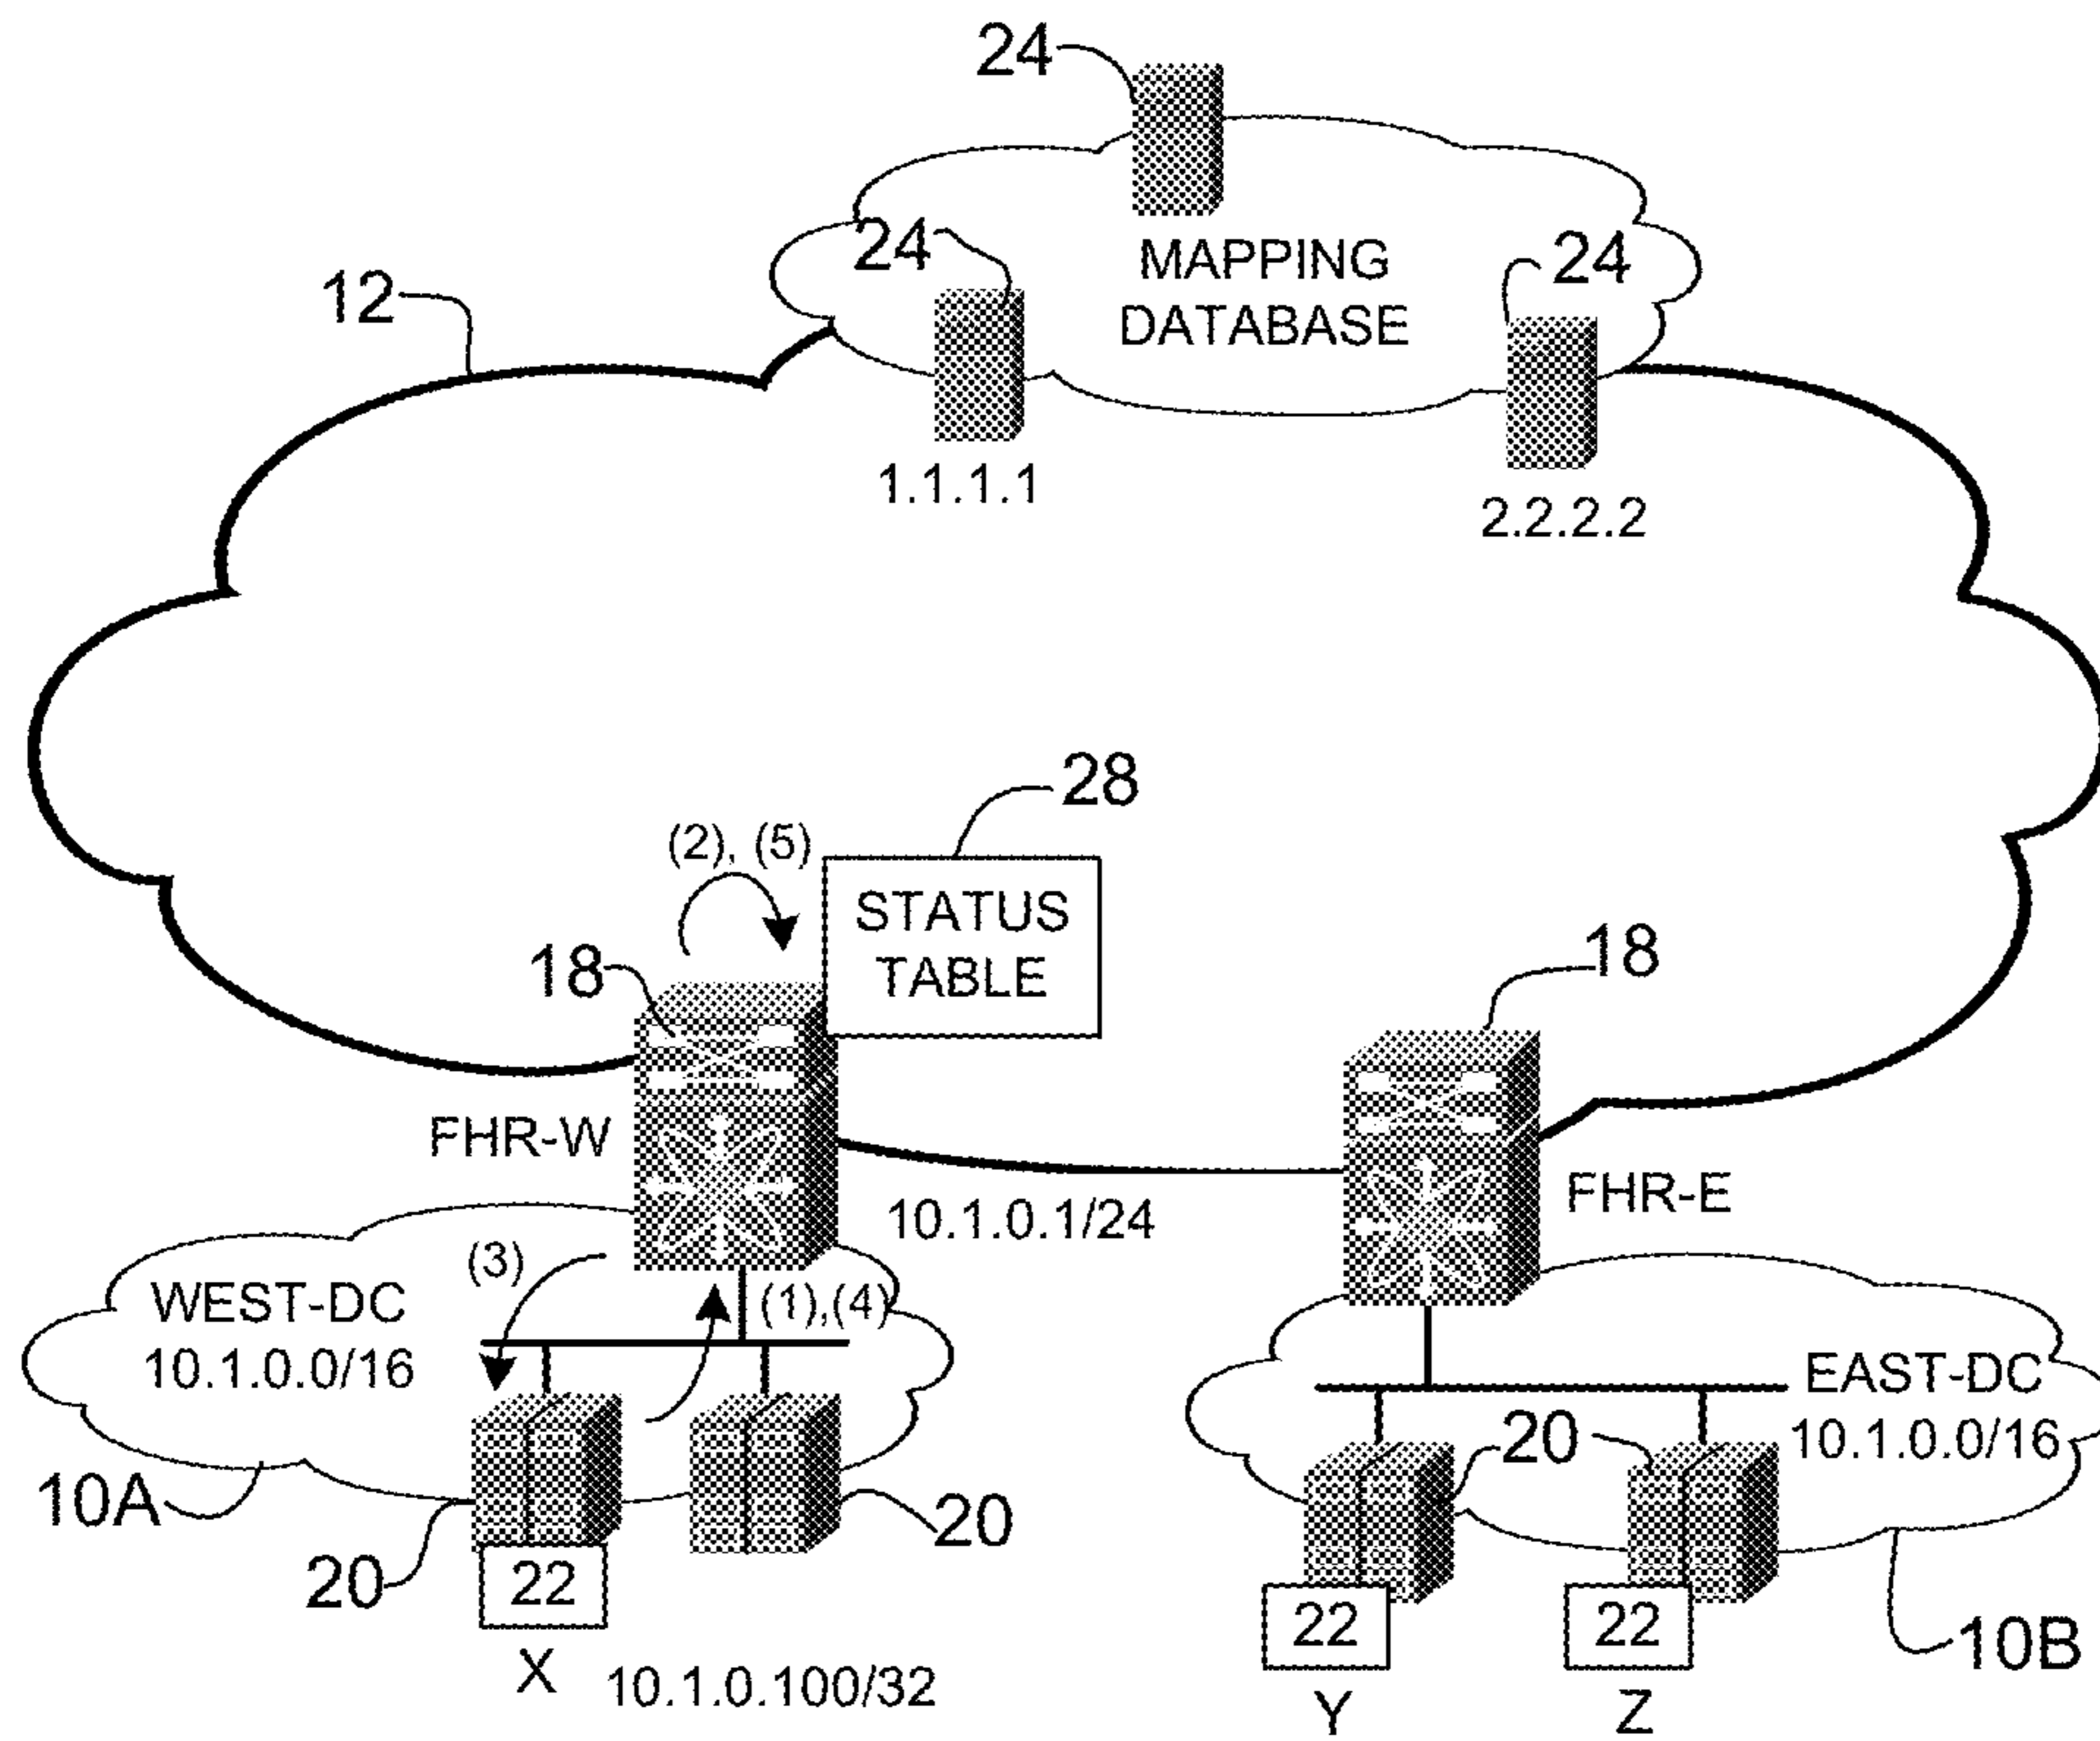 24
24
MAPPING
DATABASE
24
12
1.1.1.1
2.2.2.2
28
(2), (5)
STATUS
TABLE
18
18
FHR-W
10.1.0.1/24
FHR-E
(3)
(1),(4)
WEST-DC
10.1.0.0/16
EAST-DC
10.1.0.0/16
20
10A
20
20
22
22
22
10B
X
10.1.0.100/32
Y
Z